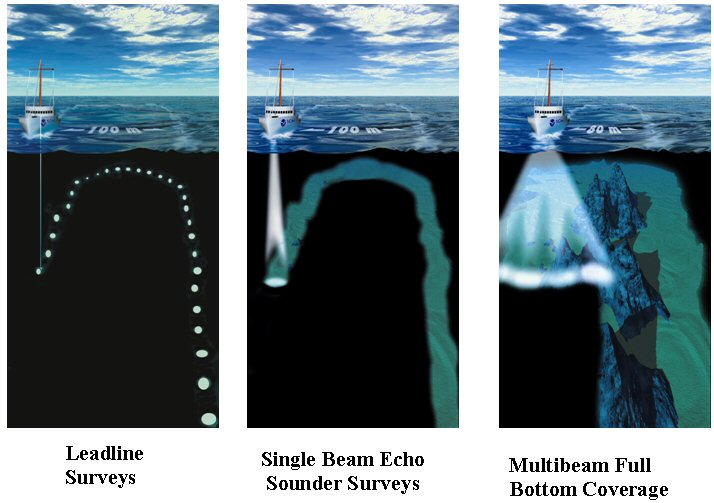 100 m
100 m
50 m
Leadline
Surveys
Single Beam Echo
Sounder Surveys
Multibeam Full
Bottom Coverage